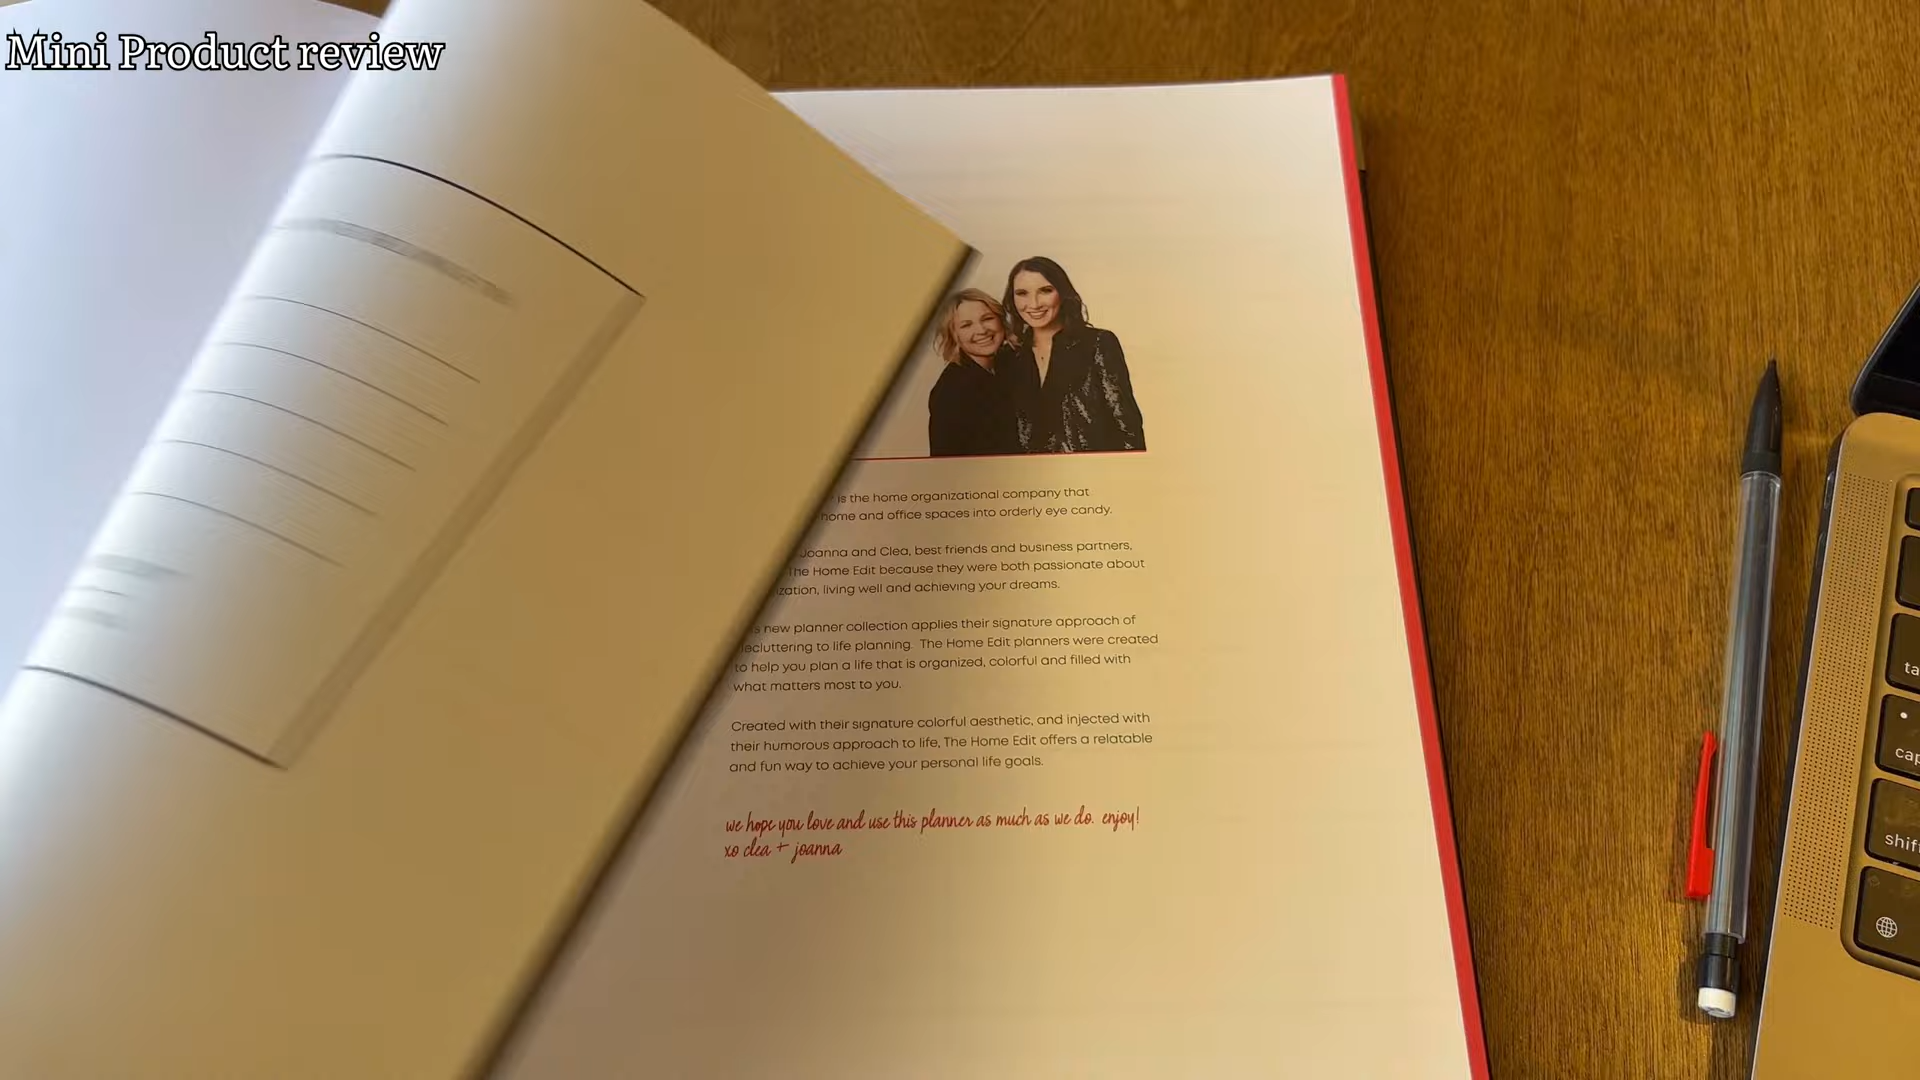 Mini Product review
is the home organizational company that
home and office spaces into orderly eye candy.
Joanna and Clea, best friends and business partners,
The Home Edit because they were both passionate about
living well and achieving your dreams.
new planner collection applies their signature approach of
to life planning. The Home Edit planners were created
to help you plan a life that is organized, colorful and filled with
what matters most to you.
Created with their signature colorful aesthetic, and injected with
their humorous approach to life, The Home Edit offers a relatable
and fun way to achieve your personal life goals.
we hope you love and use this planner as much as we do. enjoy!
xo clea + joanna
shift